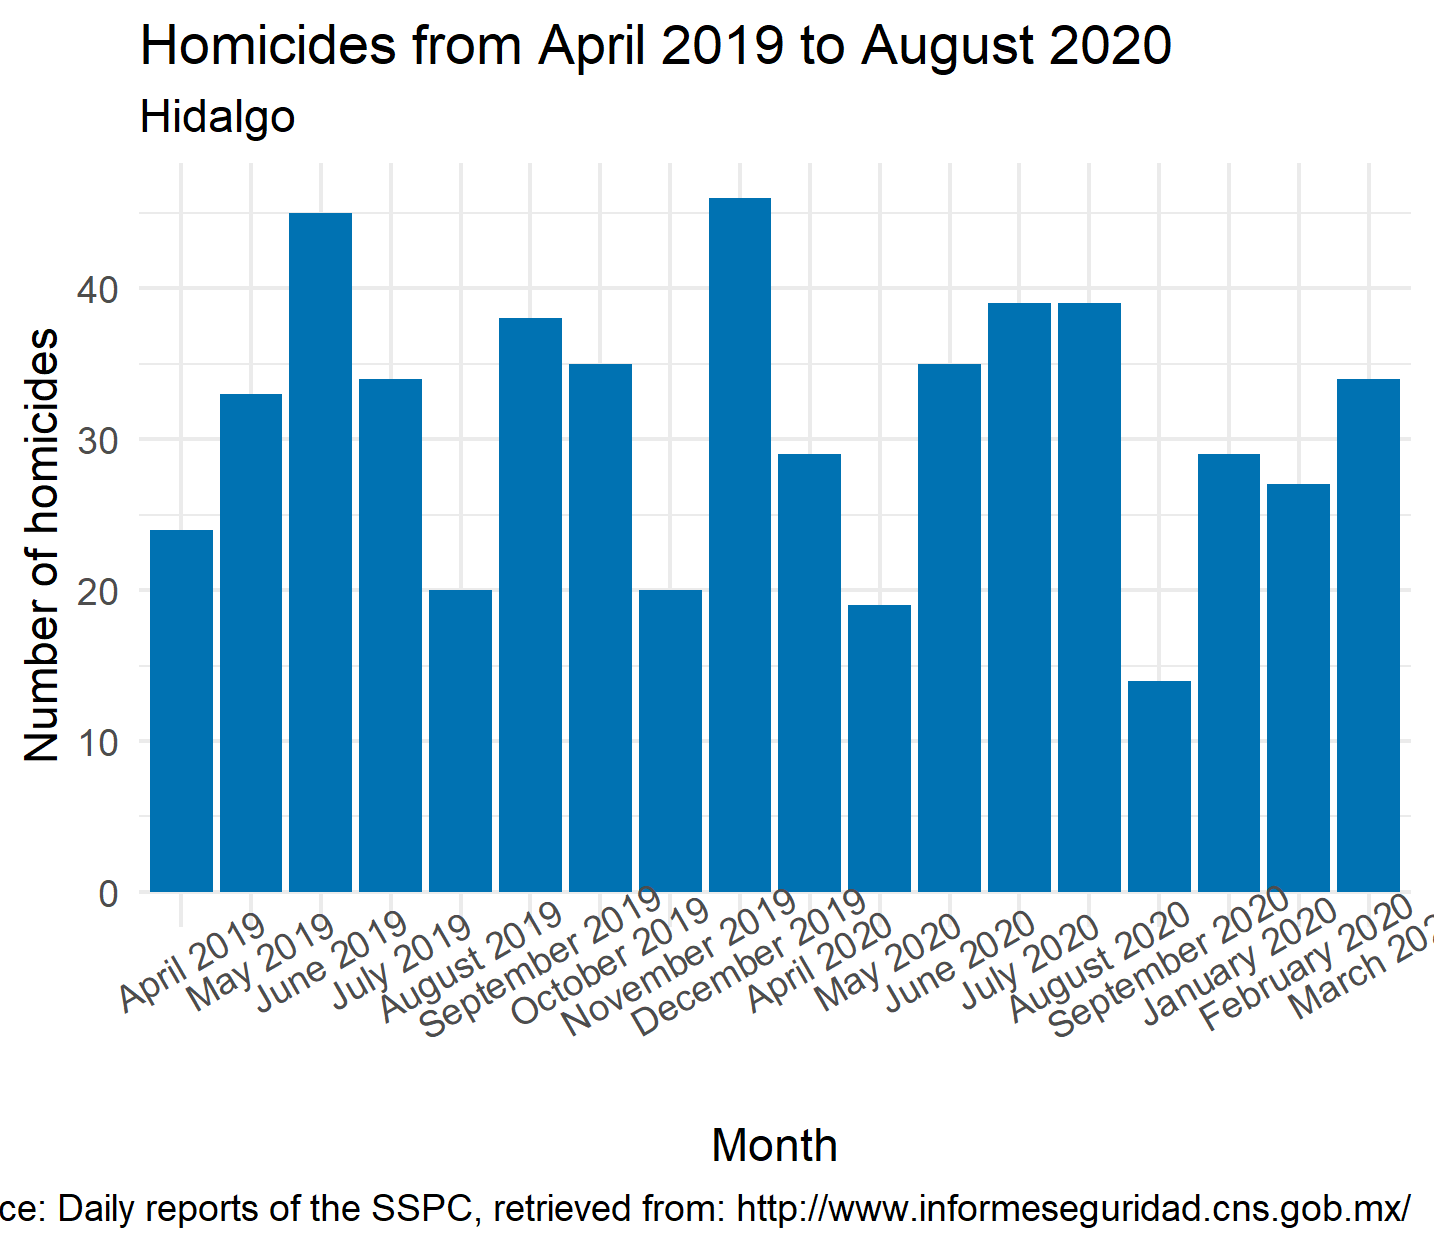 Homicides from April 2019 to August 2020
Hidalgo
Number of homicides
40
30
20
10
0
April 2019
May 2019
June 2019
July 2019
August 2019
September 2019
October 2019
November 2019
December 2019
April 2020
May 2020
June 2020
July 2020
August 2020
September 2020
January 2020
February 2020
March 202
Month
ce: Daily reports of the SSPC, retrieved from: http://www.informeseguridad.cns.gob.mx/